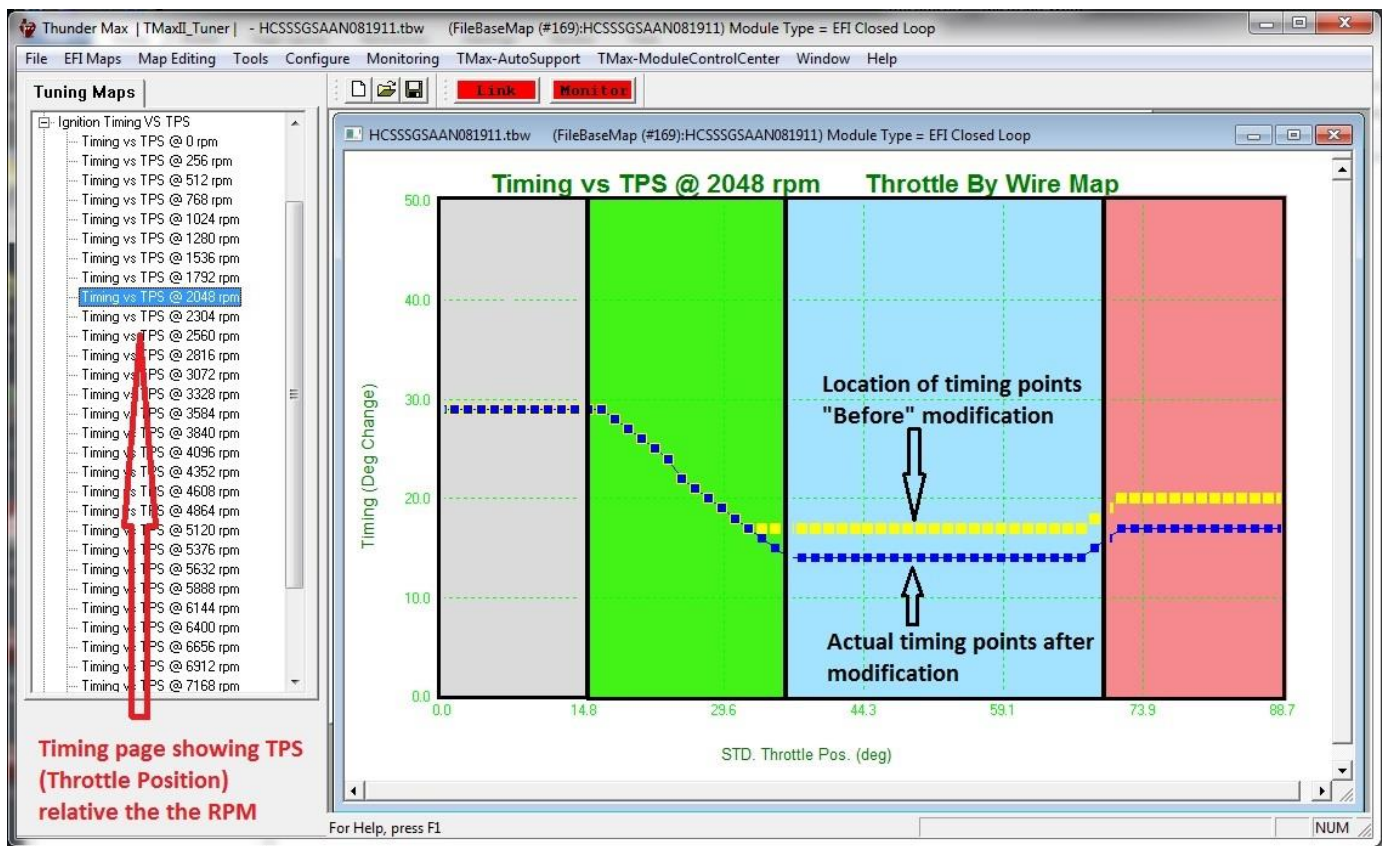 Thunder Max | TMaxII_Tuner | - HCSSSGSAAN081911.tbw (FileBaseMap (#169):HCSSSGSAAN081911) Module Type = EFI Closed Loop
File EFI Maps Map Editing Tools Configure Monitoring TMax-AutoSupport TMax-ModuleControlCenter Window Help
Tuning Maps
Link Monitor
Ignition Timing VS TPS
Timing vs TPS @ 0 rpm
Timing vs TPS @ 256 rpm
Timing vs TPS @ 512 rpm
Timing vs TPS @ 768 rpm
Timing vs TPS @ 1024 rpm
Timing vs TPS @ 1280 rpm
Timing vs TPS @ 1536 rpm
Timing vs TPS @ 1792 rpm
Timing vs TPS @ 2048 rpm
Timing vs TPS @ 2304 rpm
Timing vs TPS @ 2560 rpm
Timing vs TPS @ 2816 rpm
Timing vs TPS @ 3072 rpm
Timing vs TPS @ 3328 rpm
Timing vs TPS @ 3584 rpm
Timing vs TPS @ 3840 rpm
Timing vs TPS @ 4096 rpm
Timing vs TPS @ 4352 rpm
Timing vs TPS @ 4608 rpm
Timing vs TPS @ 4864 rpm
Timing vs TPS @ 5120 rpm
Timing vs TPS @ 5376 rpm
Timing vs TPS @ 5632 rpm
Timing vs TPS @ 5888 rpm
Timing vs TPS @ 6144 rpm
Timing vs TPS @ 6400 rpm
Timing vs TPS @ 6656 rpm
Timing vs TPS @ 6912 rpm
Timing vs TPS @ 7168 rpm
Timing page showing TPS
(Throttle Position)
relative the the RPM
HCSSSGSAAN081911.tbw (FileBaseMap (#169):HCSSSGSAAN081911) Module Type = EFI Closed Loop
Timing vs TPS @ 2048 rpm Throttle By Wire Map
50.0
40.0
30.0
20.0
10.0
0.0
Timing (Deg Change)
Location of timing points
"Before" modification
Actual timing points after
modification
0.0 14.8 29.6 44.3 59.1 73.9 88.7
STD. Throttle Pos. (deg)
For Help, press F1
NUM